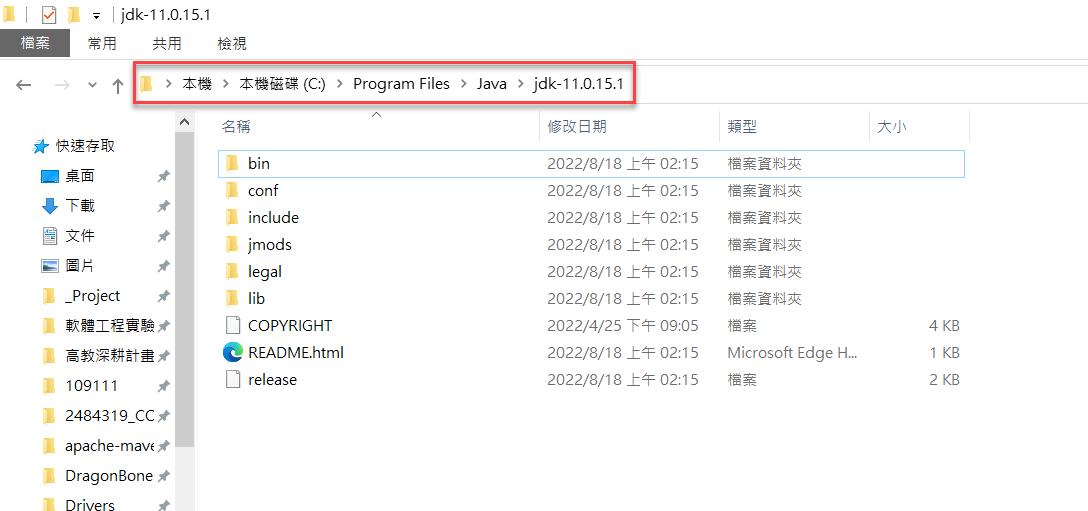 jdk-11.0.15.1
檔案 常用 共用 檢視
本機 本機磁碟 (C:) Program Files Java jdk-11.0.15.1
名稱 修改日期 類型 大小
快速存取
桌面
下載
文件
圖片
_Project
軟體工程實驗
高教深耕計畫
109111
2484319_CC
apache-mave
DragonBone
Drivers
bin 2022/8/18 上午 02:15 檔案資料夾
conf 2022/8/18 上午 02:15 檔案資料夾
include 2022/8/18 上午 02:15 檔案資料夾
jmods 2022/8/18 上午 02:15 檔案資料夾
legal 2022/8/18 上午 02:15 檔案資料夾
lib 2022/8/18 上午 02:15 檔案資料夾
COPYRIGHT 2022/4/25 下午 09:05 檔案 4 KB
README.html 2022/8/18 上午 02:15 Microsoft Edge H... 1 KB
release 2022/8/18 上午 02:15 檔案 2 KB